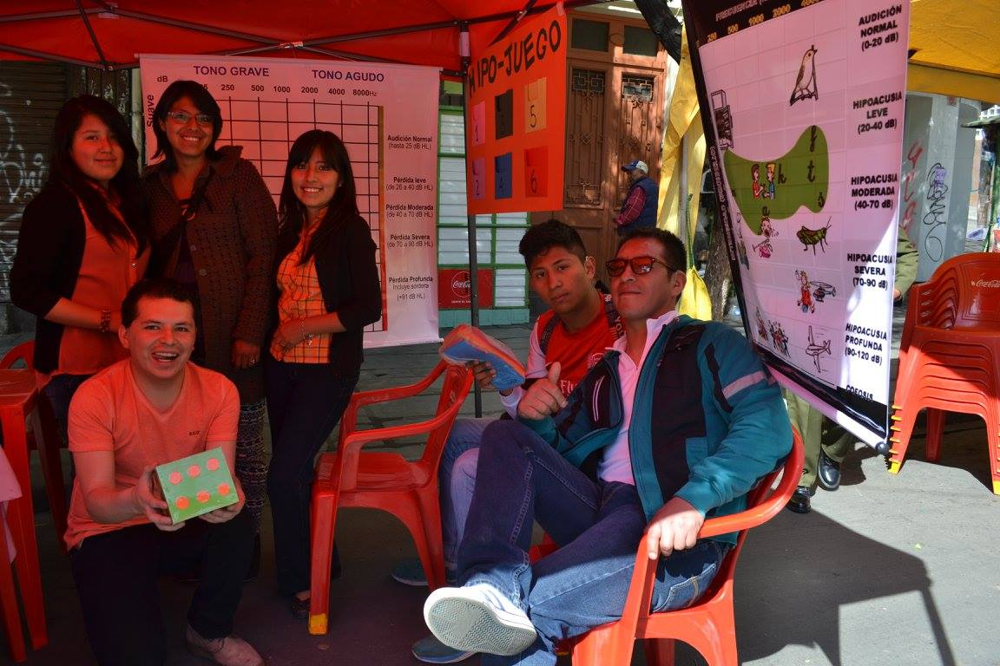 TONO GRAVE TONO AGUDO
dB
250 500 1000 2000 4000 8000Hz
Suave
Audición Normal
(hasta 25 dB HL)
Pérdida leve
(de 26 a 40 dB HL)
Pérdida Moderada
(de 40 a 70 dB HL)
Pérdida Severa
(de 70 a 90 dB HL)
Pérdida Profunda
Incluye sordera
(+91 dB HL)
HIPO-JUEGO
1
5
2
4
6
Coca-Cola
250 500 1000 2000
AUDICIÓN
NORMAL
(0-20 dB)
HIPOACUSIA
LEVE
(20-40 dB)
HIPOACUSIA
MODERADA
(40-70 dB)
HIPOACUSIA
SEVERA
(70-90 dB)
HIPOACUSIA
PROFUNDA
(90-120 dB)
COFOSIS
f
t
s
h
a
Coca-Cola